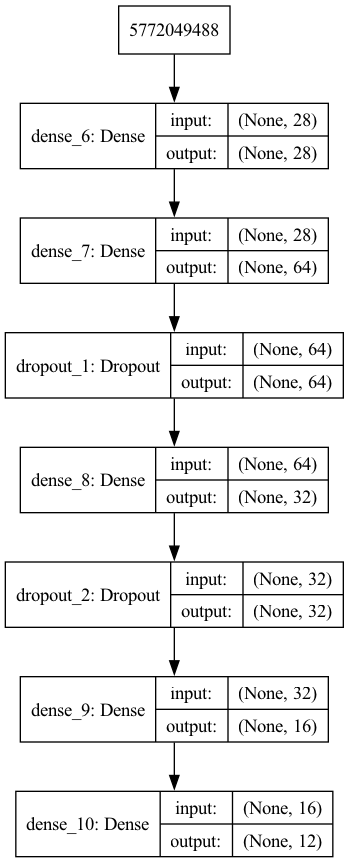 5772049488
dense_6: Dense
input: (None, 28)
output: (None, 28)
dense_7: Dense
input: (None, 28)
output: (None, 64)
dropout_1: Dropout
input: (None, 64)
output: (None, 64)
dense_8: Dense
input: (None, 64)
output: (None, 32)
dropout_2: Dropout
input: (None, 32)
output: (None, 32)
dense_9: Dense
input: (None, 32)
output: (None, 16)
dense_10: Dense
input: (None, 16)
output: (None, 12)